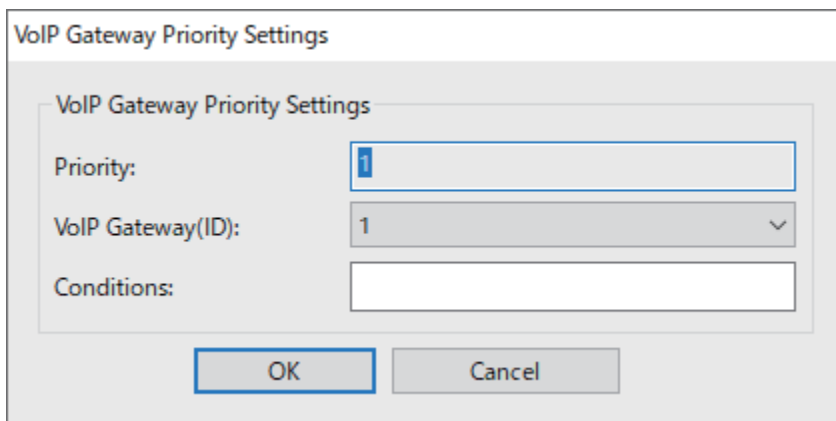 VoIP Gateway Priority Settings
VoIP Gateway Priority Settings
Priority: 1
VoIP Gateway(ID): 1
Conditions:
OK Cancel